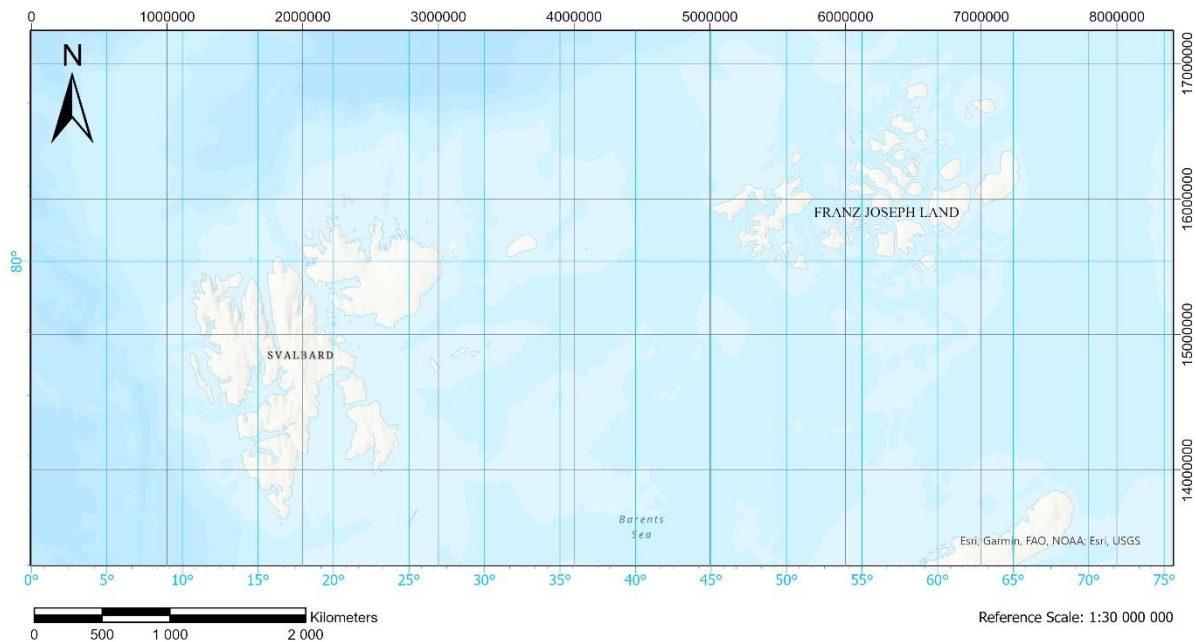 0 1000000 2000000 3000000 4000000 5000000 6000000 7000000 8000000
N
17000000
16000000
FRANZ JOSEPH LAND
80°
15000000
SVALBARD
14000000
Barents
Sea
Esri, Garmin, FAO, NOAA; Esri, USGS
0° 5° 10° 15° 20° 25° 30° 35° 40° 45° 50° 55° 60° 65° 70° 75°
Kilometers
0 500 1 000 2 000
Reference Scale: 1:30 000 000